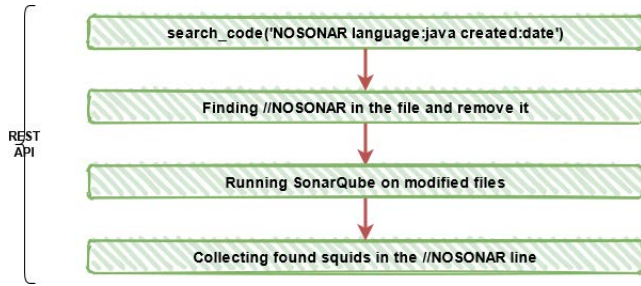 search_code('NOSONAR language:java created:date')
Finding //NOSONAR in the file and remove it
REST
API
Running SonarQube on modified files
Collecting found squids in the //NOSONAR line